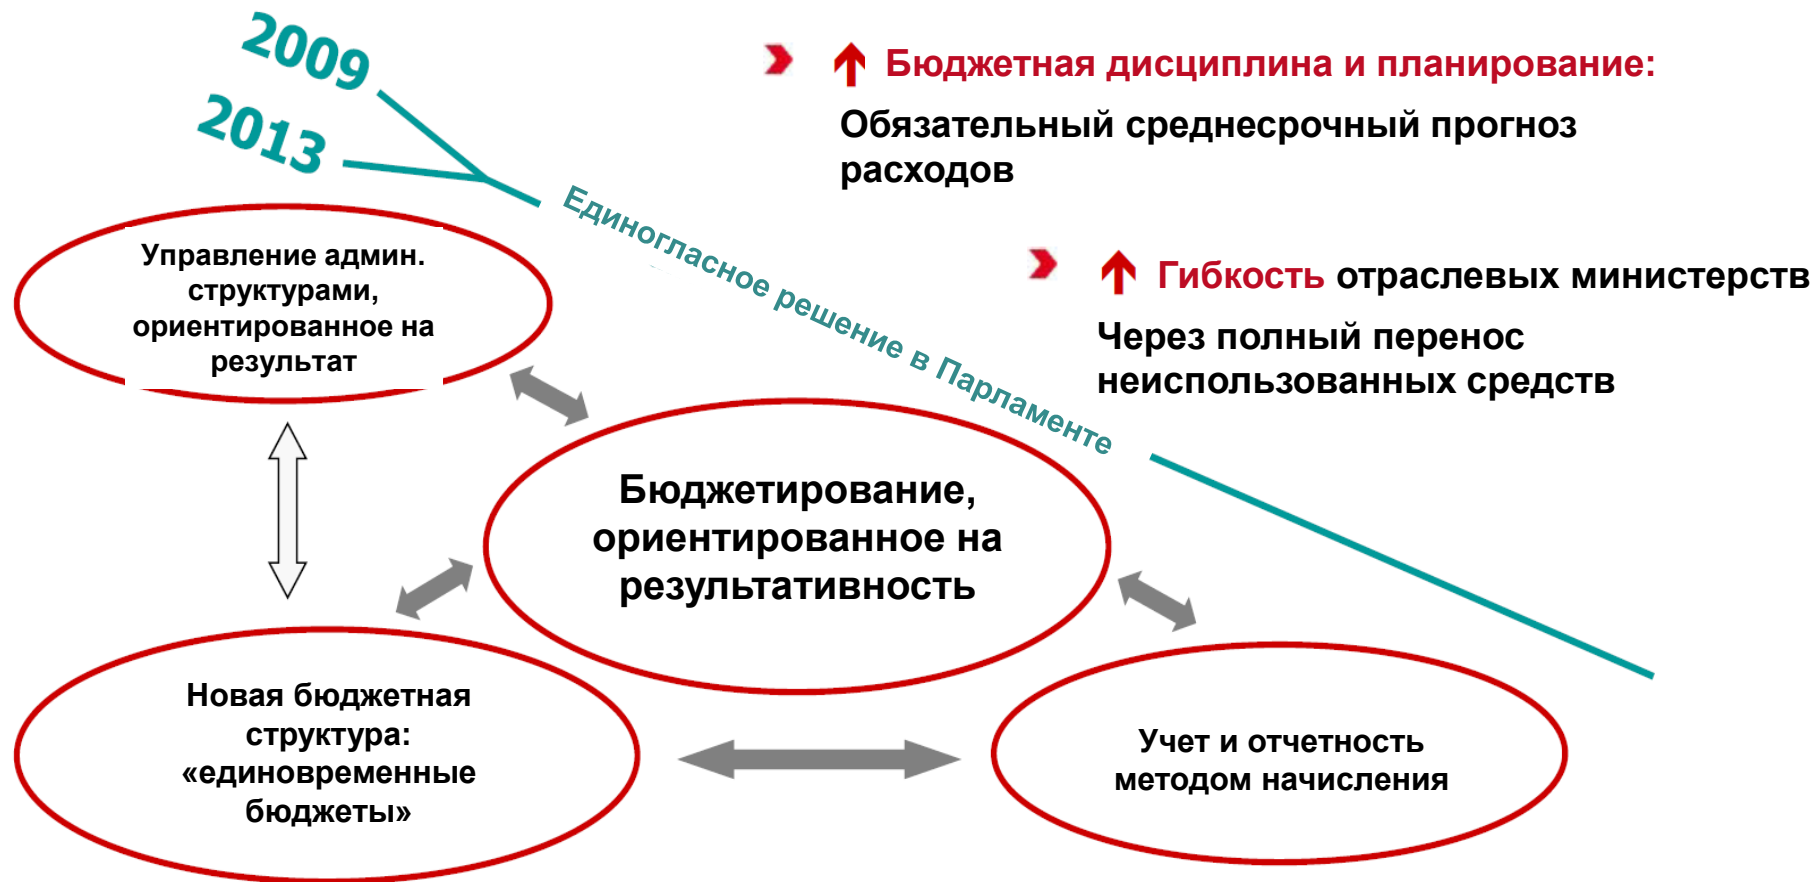 2009
2013
Бюджетная дисциплина и планирование:
Обязательный среднесрочный прогноз
расходов
Единогласное решение в Парламенте
Гибкость отраслевых министерств
Через полный перенос
неиспользованных средств
Управление админ.
структурами,
ориентированное на
результат
Бюджетирование,
ориентированное на
результативность
Новая бюджетная
структура:
«единовременные
бюджеты»
Учет и отчетность
методом начисления